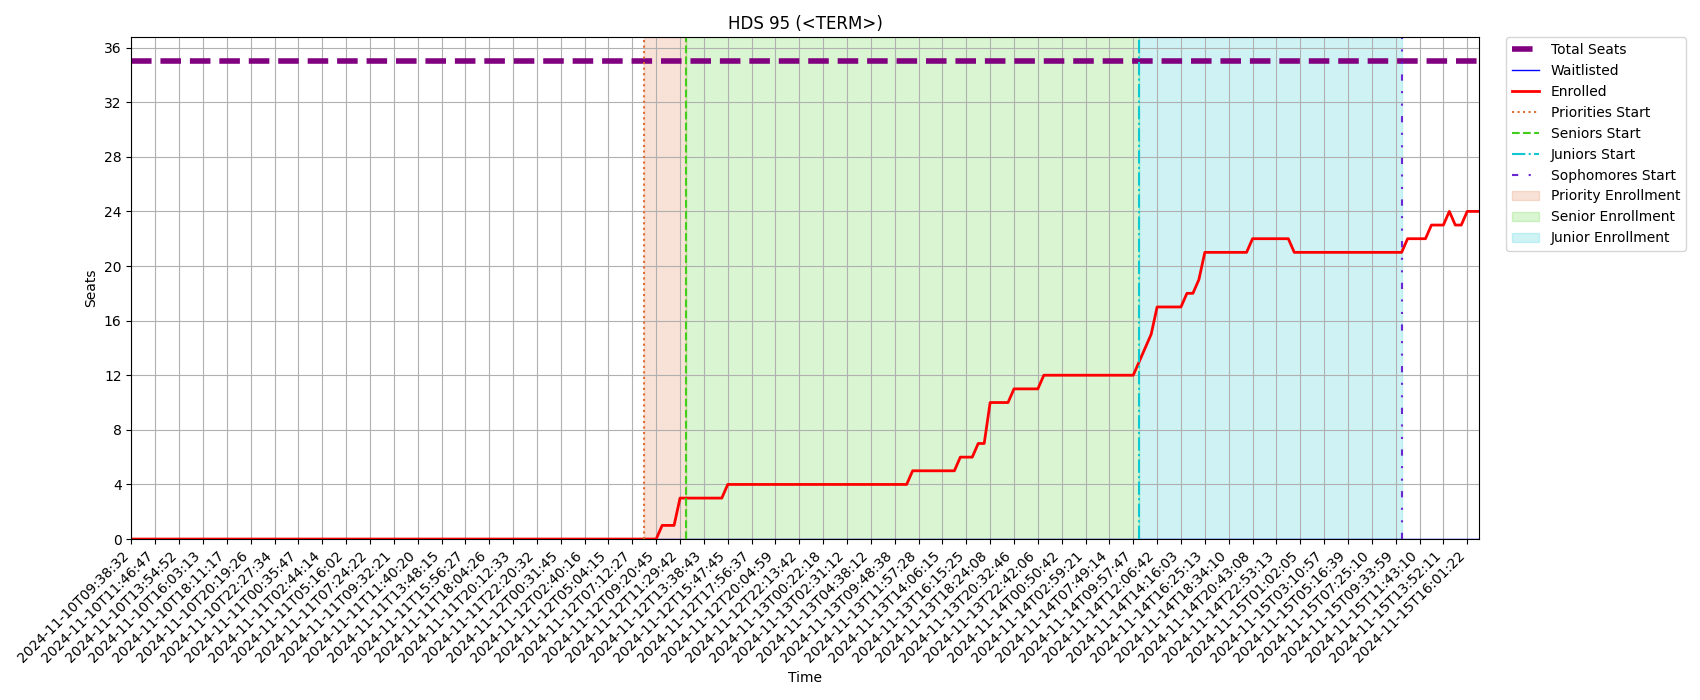 HDS 95 (<TERM>)
36
32
28
24
20
16
12
8
4
0
Seats
2024-11-10T09:38:32
2024-11-10T11:46:47
2024-11-10T13:54:52
2024-11-10T16:03:13
2024-11-10T18:11:17
2024-11-10T20:19:26
2024-11-10T22:27:34
2024-11-11T00:35:47
2024-11-11T02:44:14
2024-11-11T05:16:02
2024-11-11T07:24:22
2024-11-11T09:32:21
2024-11-11T11:40:20
2024-11-11T13:48:15
2024-11-11T15:56:27
2024-11-11T18:04:26
2024-11-11T20:12:33
2024-11-11T22:20:32
2024-11-12T00:31:45
2024-11-12T02:40:16
2024-11-12T05:04:15
2024-11-12T07:12:27
2024-11-12T09:20:45
2024-11-12T11:29:42
2024-11-12T13:38:43
2024-11-12T15:47:45
2024-11-12T17:56:37
2024-11-12T20:04:59
2024-11-12T22:13:42
2024-11-13T00:22:18
2024-11-13T02:31:12
2024-11-13T04:38:12
2024-11-13T09:48:38
2024-11-13T11:57:28
2024-11-13T14:06:15
2024-11-13T16:15:25
2024-11-13T18:24:08
2024-11-13T20:32:46
2024-11-13T22:42:06
2024-11-14T00:50:42
2024-11-14T02:59:21
2024-11-14T07:49:14
2024-11-14T09:57:47
2024-11-14T12:06:42
2024-11-14T14:16:03
2024-11-14T16:25:13
2024-11-14T18:34:10
2024-11-14T20:43:08
2024-11-14T22:53:13
2024-11-15T01:02:05
2024-11-15T03:10:57
2024-11-15T05:16:39
2024-11-15T07:25:10
2024-11-15T09:33:59
2024-11-15T11:43:10
2024-11-15T13:52:11
2024-11-15T16:01:22
Time
Total Seats
Waitlisted
Enrolled
Priorities Start
Seniors Start
Juniors Start
Sophomores Start
Priority Enrollment
Senior Enrollment
Junior Enrollment